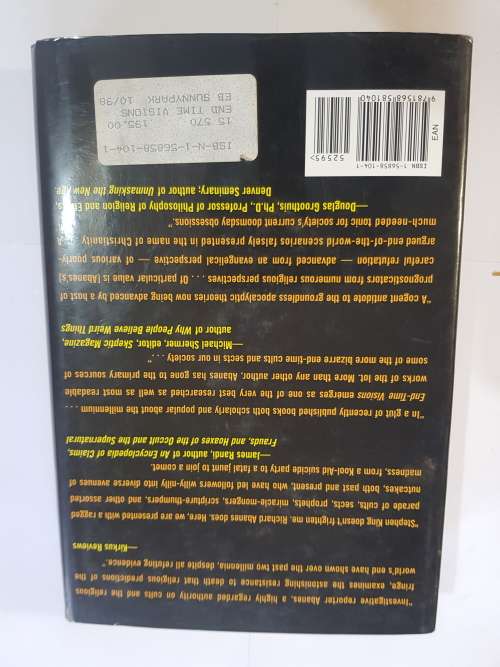 "Investigative reporter, Abanes, a highly regarded authority on cults and the religious
fringe, examines the astonishing resistance to death that religious predictions of the
world's end have shown over the past two millennia, despite all refuting evidence."
—Kirkus Reviews
"Stephen King doesn't frighten me. Richard Abanes does. Here, we are presented with a ragged
parade of cults, sects, prophets, miracle-mongers, scripture-thumpers, and other assorted
nutcakes, both past and present, who have led followers willy-nilly into diverse avenues of
madness, from a Kool-Aid suicide party to a fatal jaunt to join a comet.
—James Randi, author of An Encyclopedia of Claims,
Frauds, and Hoaxes of the Occult and the Supernatural
"In a glut of recently published books both scholarly and popular about the millennium . . .
End-Time Visions emerges as one of the very best researched as well as most readable
works of the lot. More than any other author, Abanes has gone to the primary sources of
some of the more bizarre end-time cults and sects in our society . . ."
—Michael Shermer, editor, Skeptic Magazine,
author of Why People Believe Weird Things
"A cogent antidote to the groundless apocalyptic theories now being advanced by a host of
prognosticators from numerous religious perspectives . . . Of particular value is [Abanes's]
careful refutation — advanced from an evangelical perspective — of various poorly-
argued end-of-the-world scenarios falsely presented in the name of Christianity . . . A
much-needed tonic for society's current doomsday obsessions."
—Douglas Groothuis, Ph.D., Professor of Philosophy of Religion and Ethics,
Denver Seminary; author of Unmasking the New Age.
ISBN 1-56858-104-1
52595
EAN
9 781568 581040
ISB-N-1-56858-104-1
15 570 195.00
END TIME VISIONS
EB SUNNYPARK 10/98